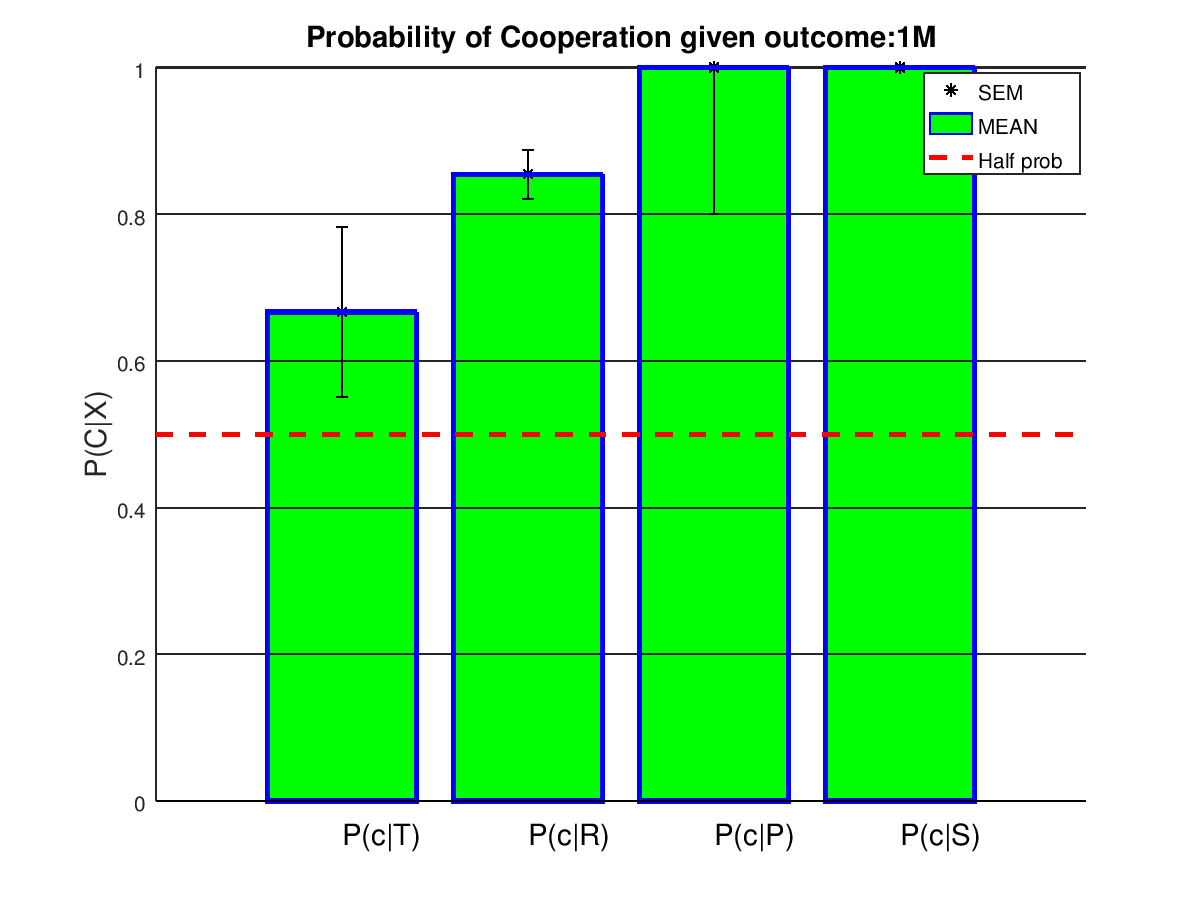 Probability of Cooperation given outcome:1M
1
0.8
0.6
0.4
0.2
0
P(C|X)
SEM
MEAN
Half prob
P(c|T)
P(c|R)
P(c|P)
P(c|S)